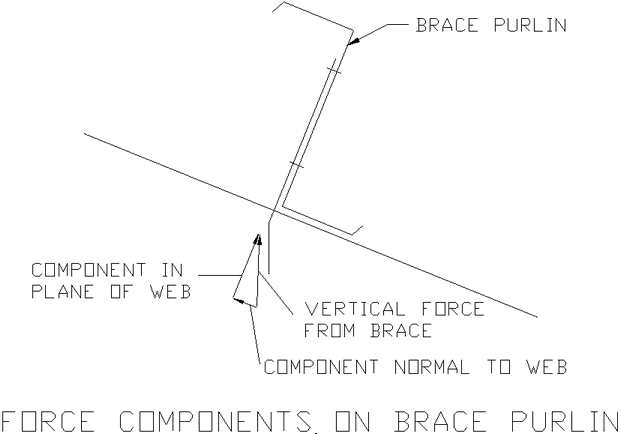 BRACE PURLIN
COMPONENT IN
PLANE OF WEB
VERTICAL FORCE
FROM BRACE
COMPONENT NORMAL TO WEB
FORCE COMPONENTS. ON BRACE PURLIN